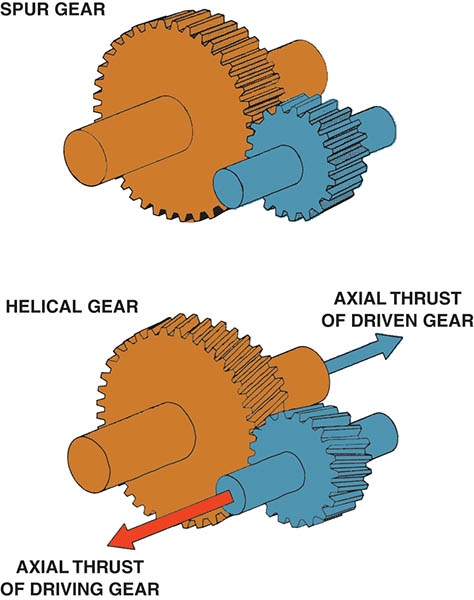 SPUR GEAR
HELICAL GEAR
AXIAL THRUST
OF DRIVEN GEAR
AXIAL THRUST
OF DRIVING GEAR